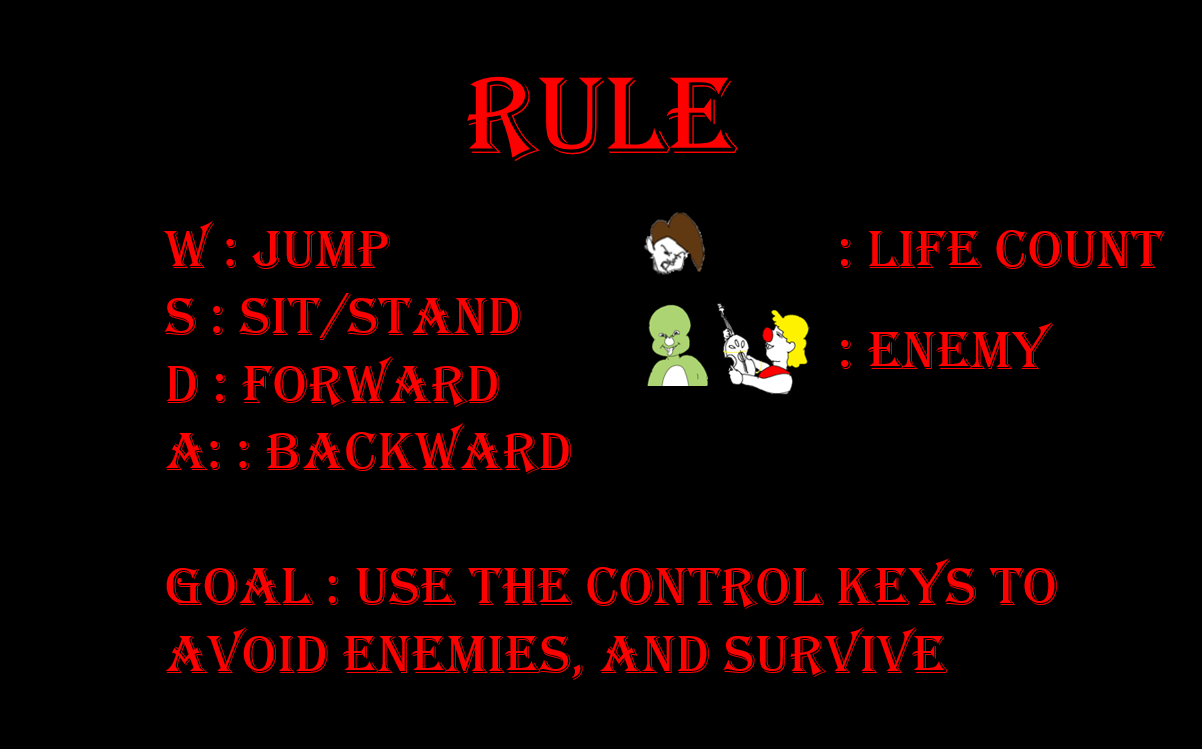 RULE
W : JUMP
S : SIT/STAND
D : FORWARD
A: : BACKWARD
: LIFE COUNT
: ENEMY
GOAL : USE THE CONTROL KEYS TO
AVOID ENEMIES, AND SURVIVE